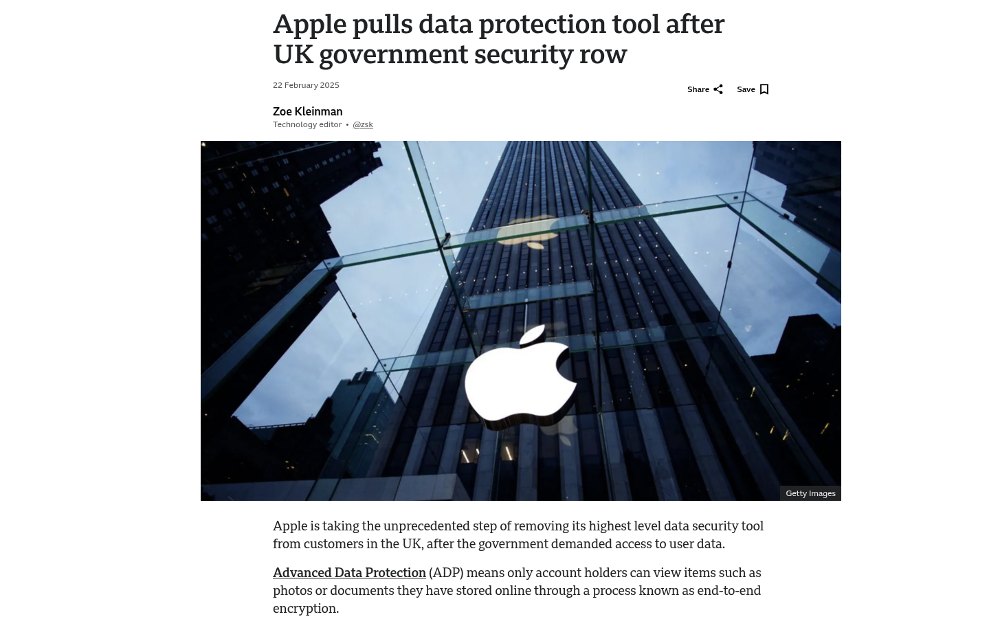 Apple pulls data protection tool after
UK government security row
22 February 2025
Share
Save
Zoe Kleinman
Technology editor • @zsk
Getty Images
Apple is taking the unprecedented step of removing its highest level data security tool
from customers in the UK, after the government demanded access to user data.
Advanced Data Protection (ADP) means only account holders can view items such as
photos or documents they have stored online through a process known as end-to-end
encryption.